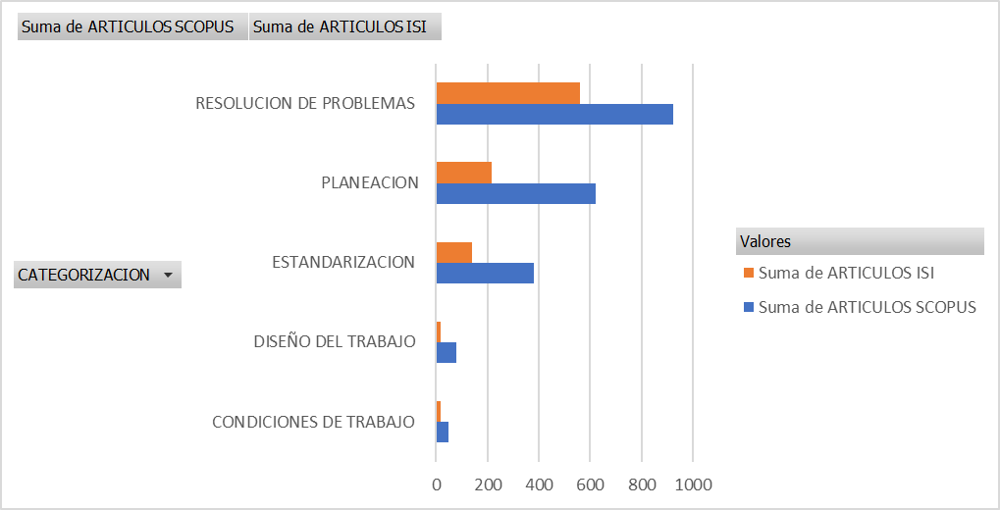 Suma de ARTICULOS SCOPUS
Suma de ARTICULOS ISI
RESOLUCION DE PROBLEMAS
PLANEACION
ESTANDARIZACION
DISEÑO DEL TRABAJO
CONDICIONES DE TRABAJO
0 200 400 600 800 1000
CATEGORIZACION
Valores
Suma de ARTICULOS ISI
Suma de ARTICULOS SCOPUS